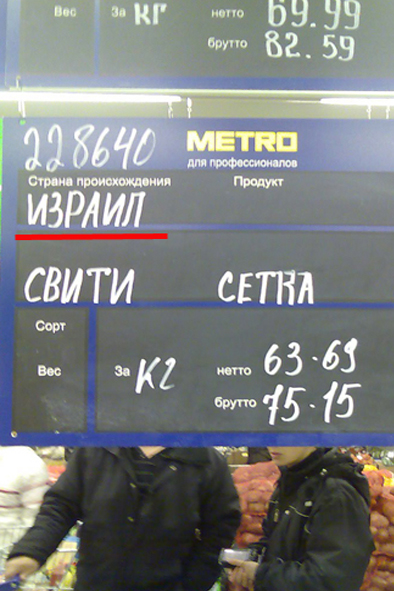 69.99
Вес За КГ нетто
брутто 82.59
228640 METRO
для профессионалов
Страна происхождения Продукт
ИЗРАИЛ
СВИТИ СЕТКА
Сорт
Вес За КГ нетто 63.69
брутто 75.15